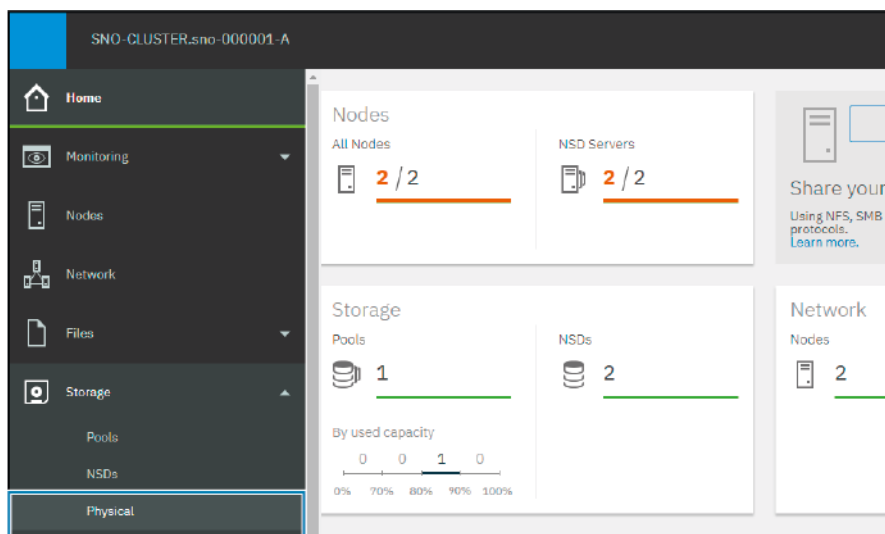 SNO-CLUSTER.sno-000001-A
Home
Monitoring
Nodes
Network
Files
Storage
Pools
NSDs
Physical
Nodes
All Nodes
2 / 2
NSD Servers
2 / 2
Share your
Using NFS, SMB
protocols.
Learn more.
Storage
Pools
1
NSDs
2
By used capacity
0 0 1 0
0% 70% 80% 90% 100%
Network
Nodes
2